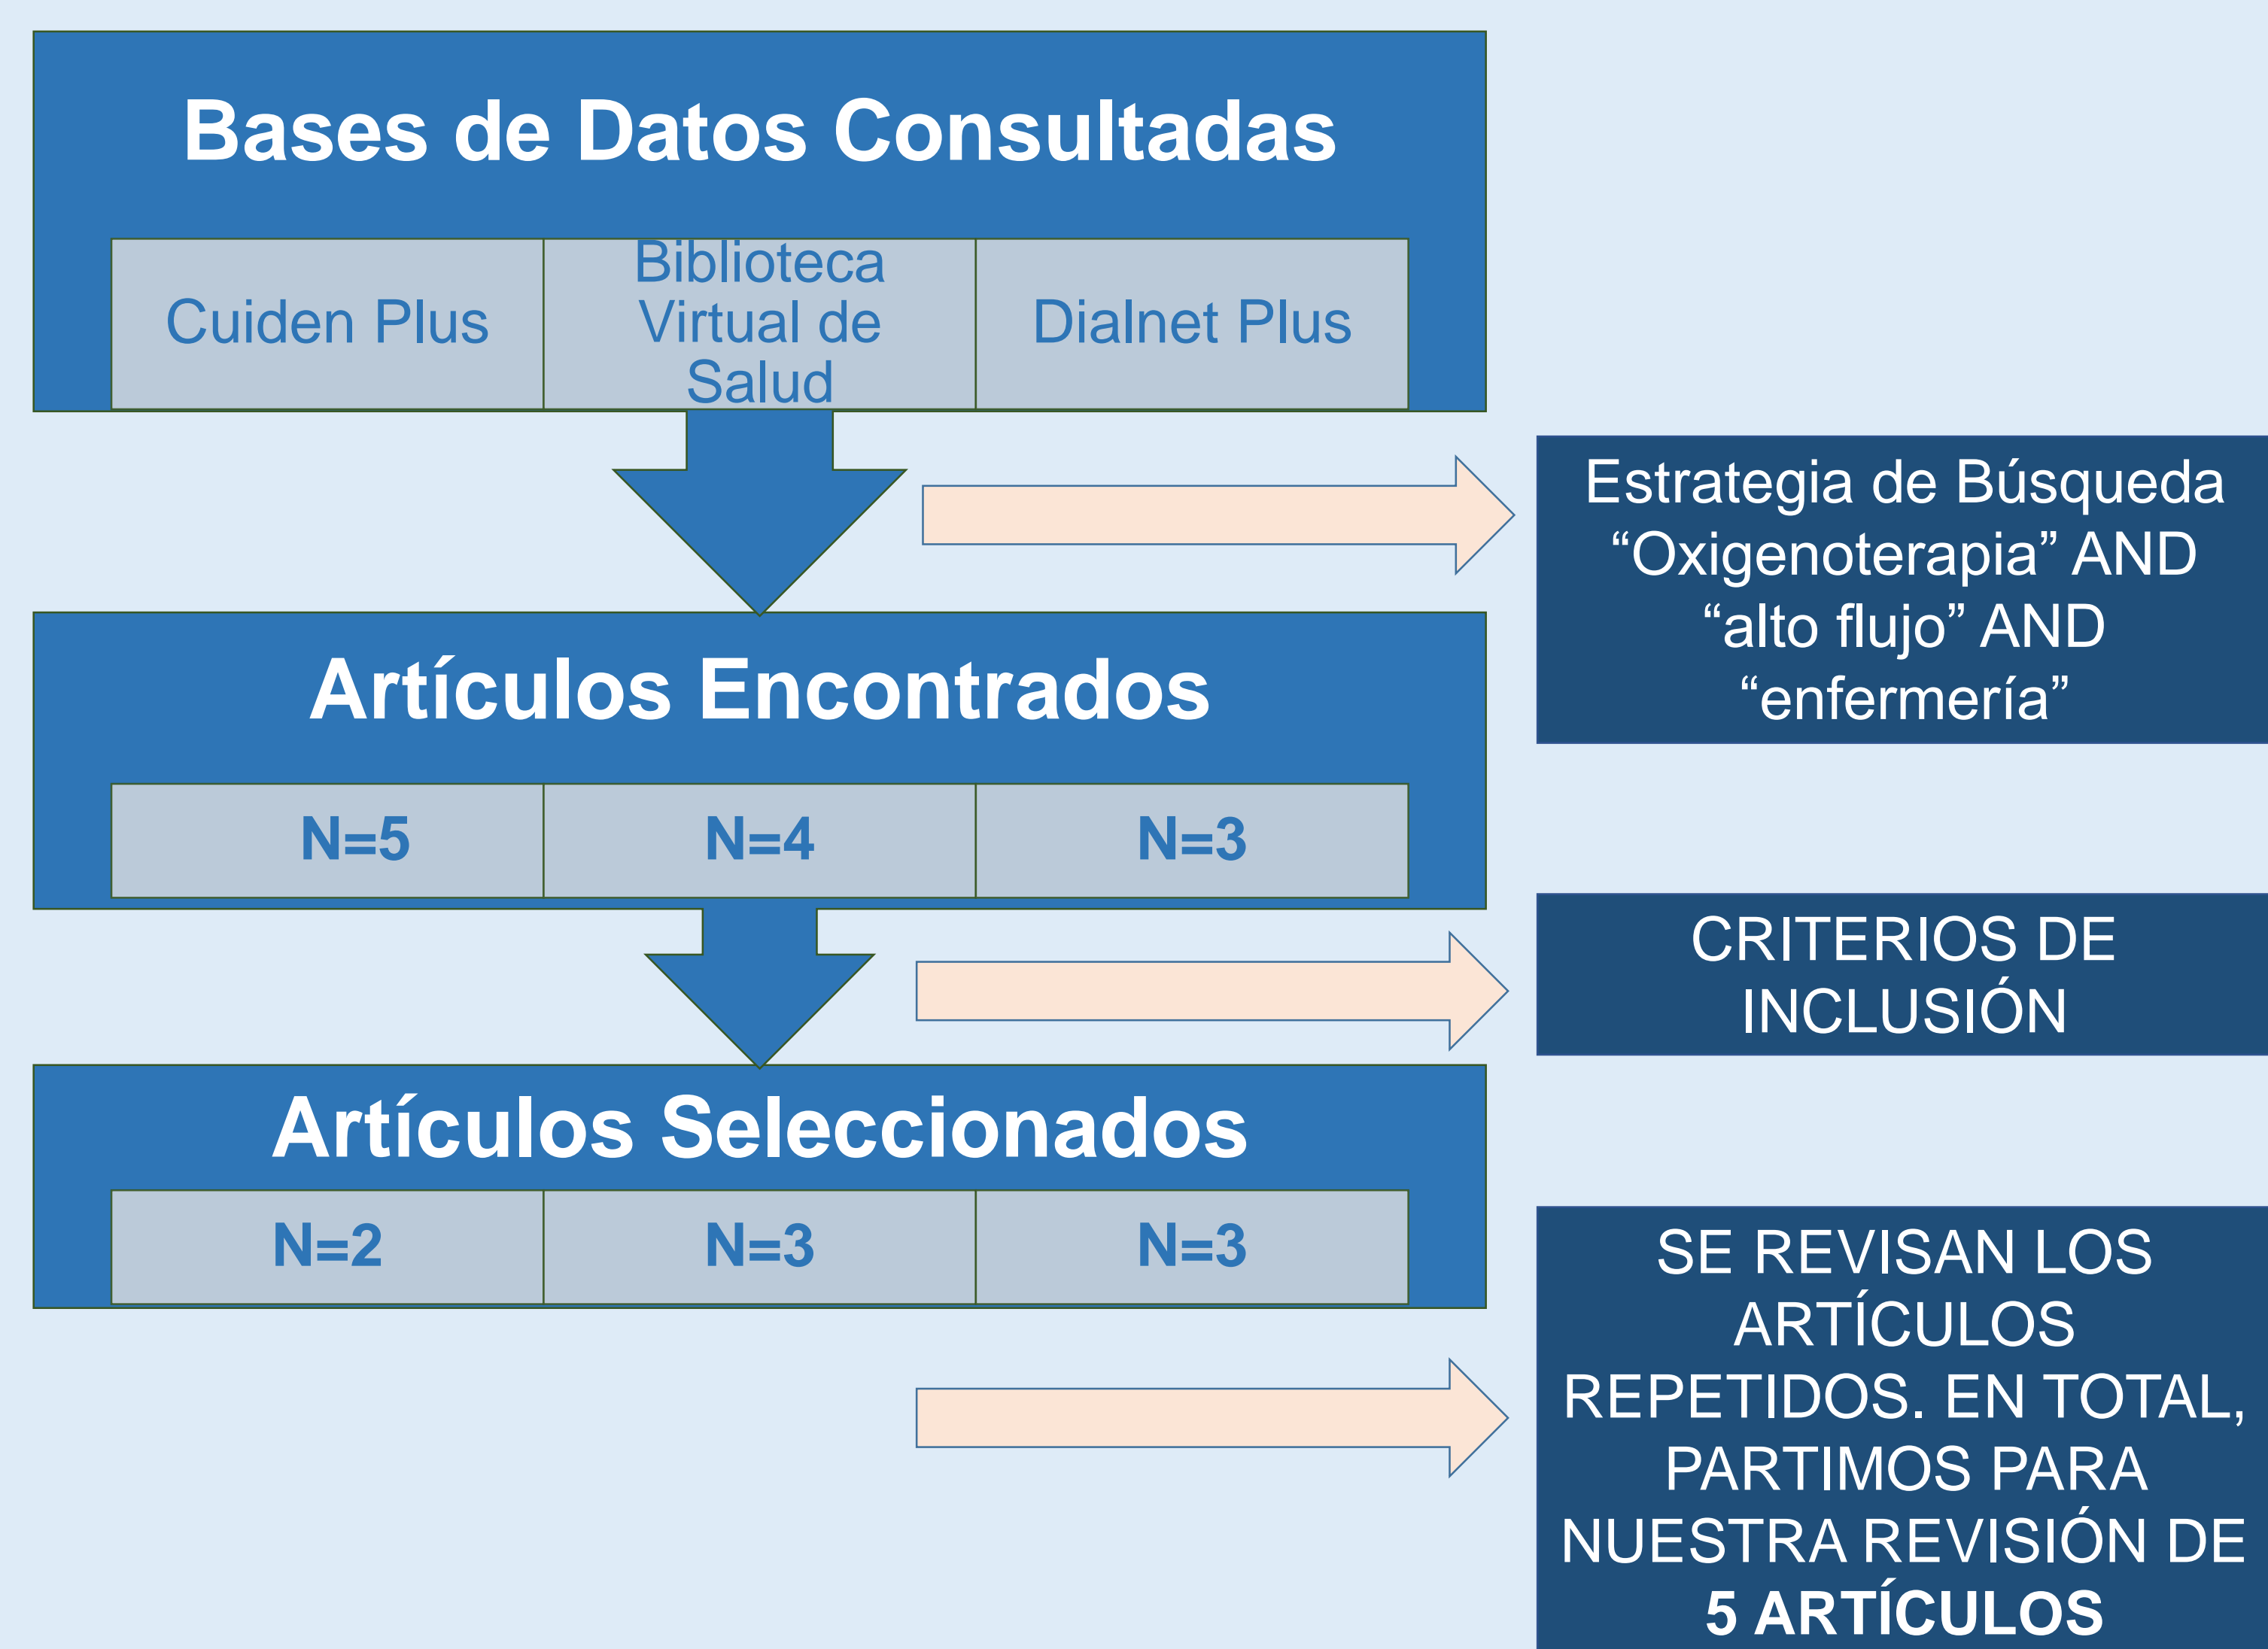 Bases de Datos Consultadas
Cuiden Plus
Biblioteca
Virtual de
Salud
Dialnet Plus
Estrategia de Búsqueda
“Oxigenoterapia” AND
“alto flujo” AND
“enfermería”
Artículos Encontrados
N=5
N=4
N=3
CRITERIOS DE
INCLUSIÓN
Artículos Seleccionados
N=2
N=3
N=3
SE REVISAN LOS
ARTÍCULOS
REPETIDOS. EN TOTAL,
PARTIMOS PARA
NUESTRA REVISIÓN DE
5 ARTÍCULOS